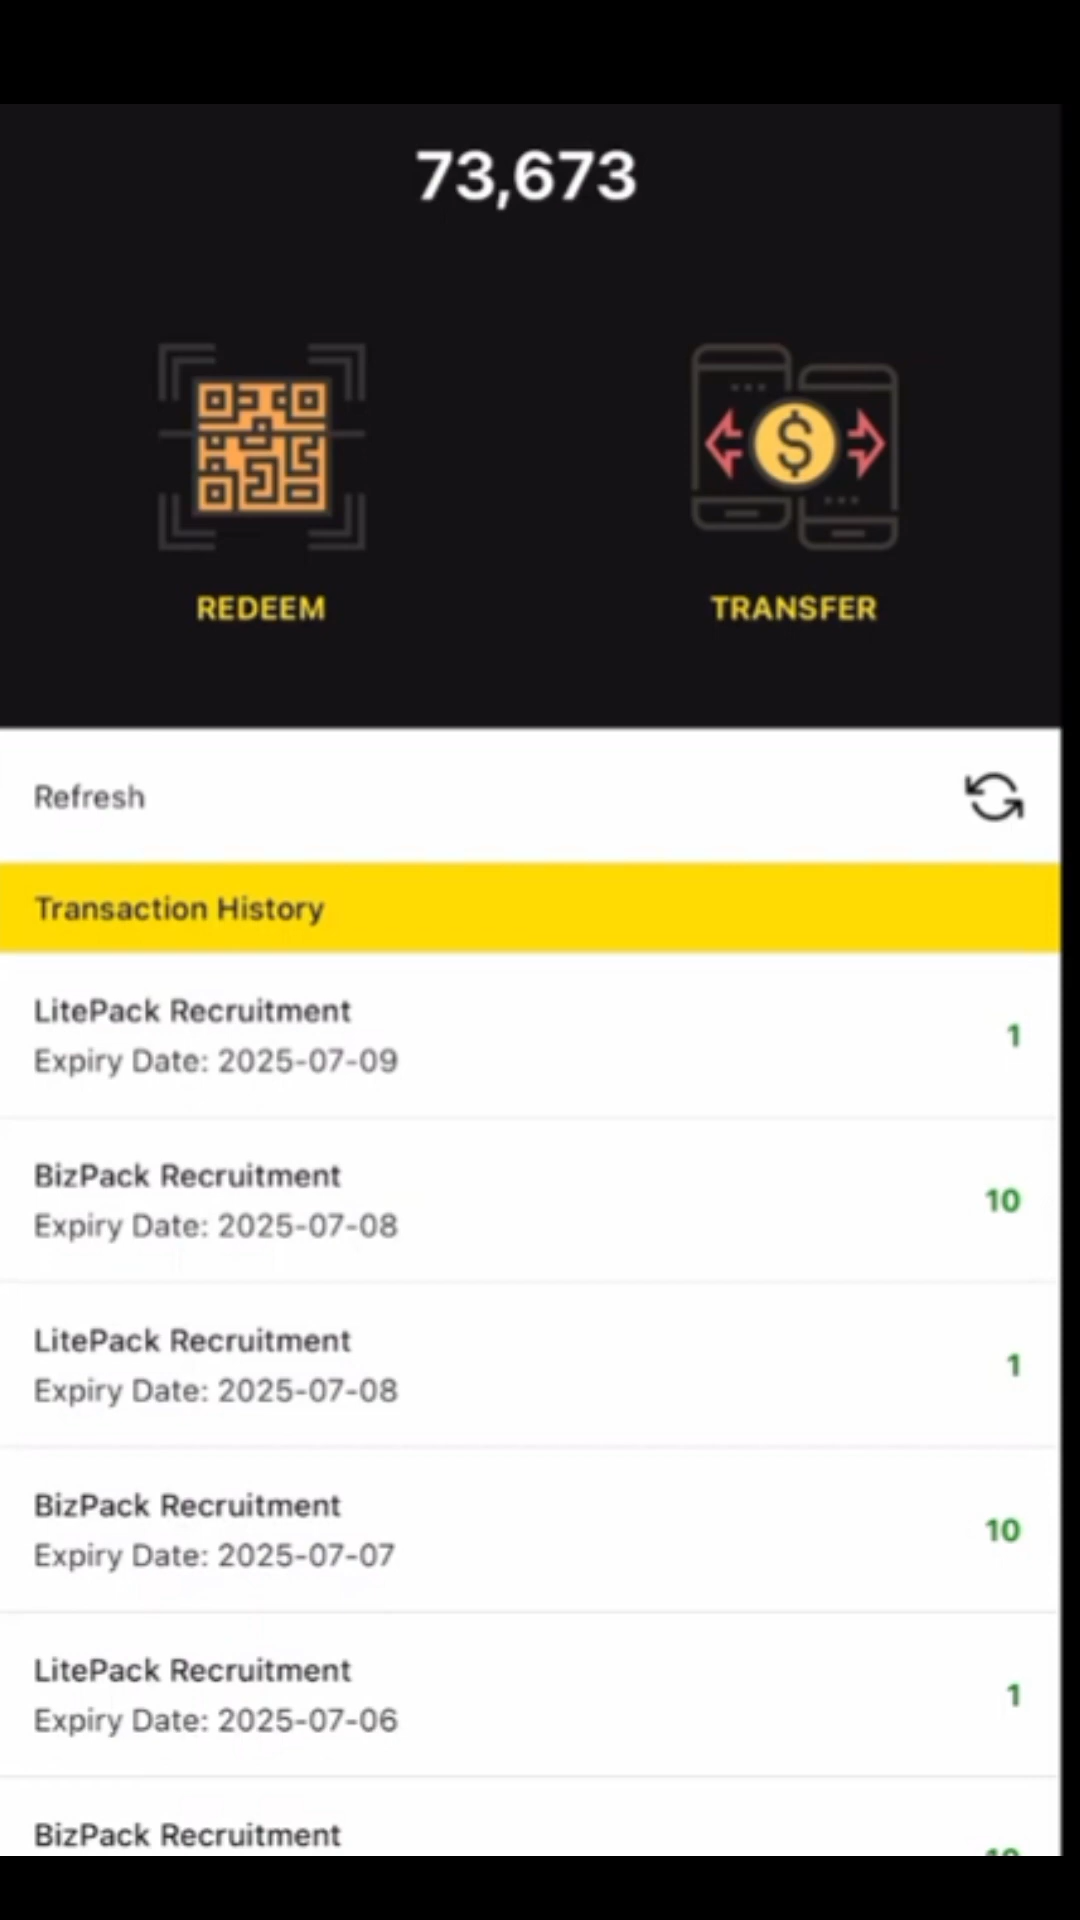 73,673
REDEEM
TRANSFER
Refresh
Transaction History
LitePack Recruitment
Expiry Date: 2025-07-09
1
BizPack Recruitment
Expiry Date: 2025-07-08
10
LitePack Recruitment
Expiry Date: 2025-07-08
1
BizPack Recruitment
Expiry Date: 2025-07-07
10
LitePack Recruitment
Expiry Date: 2025-07-06
1
BizPack Recruitment